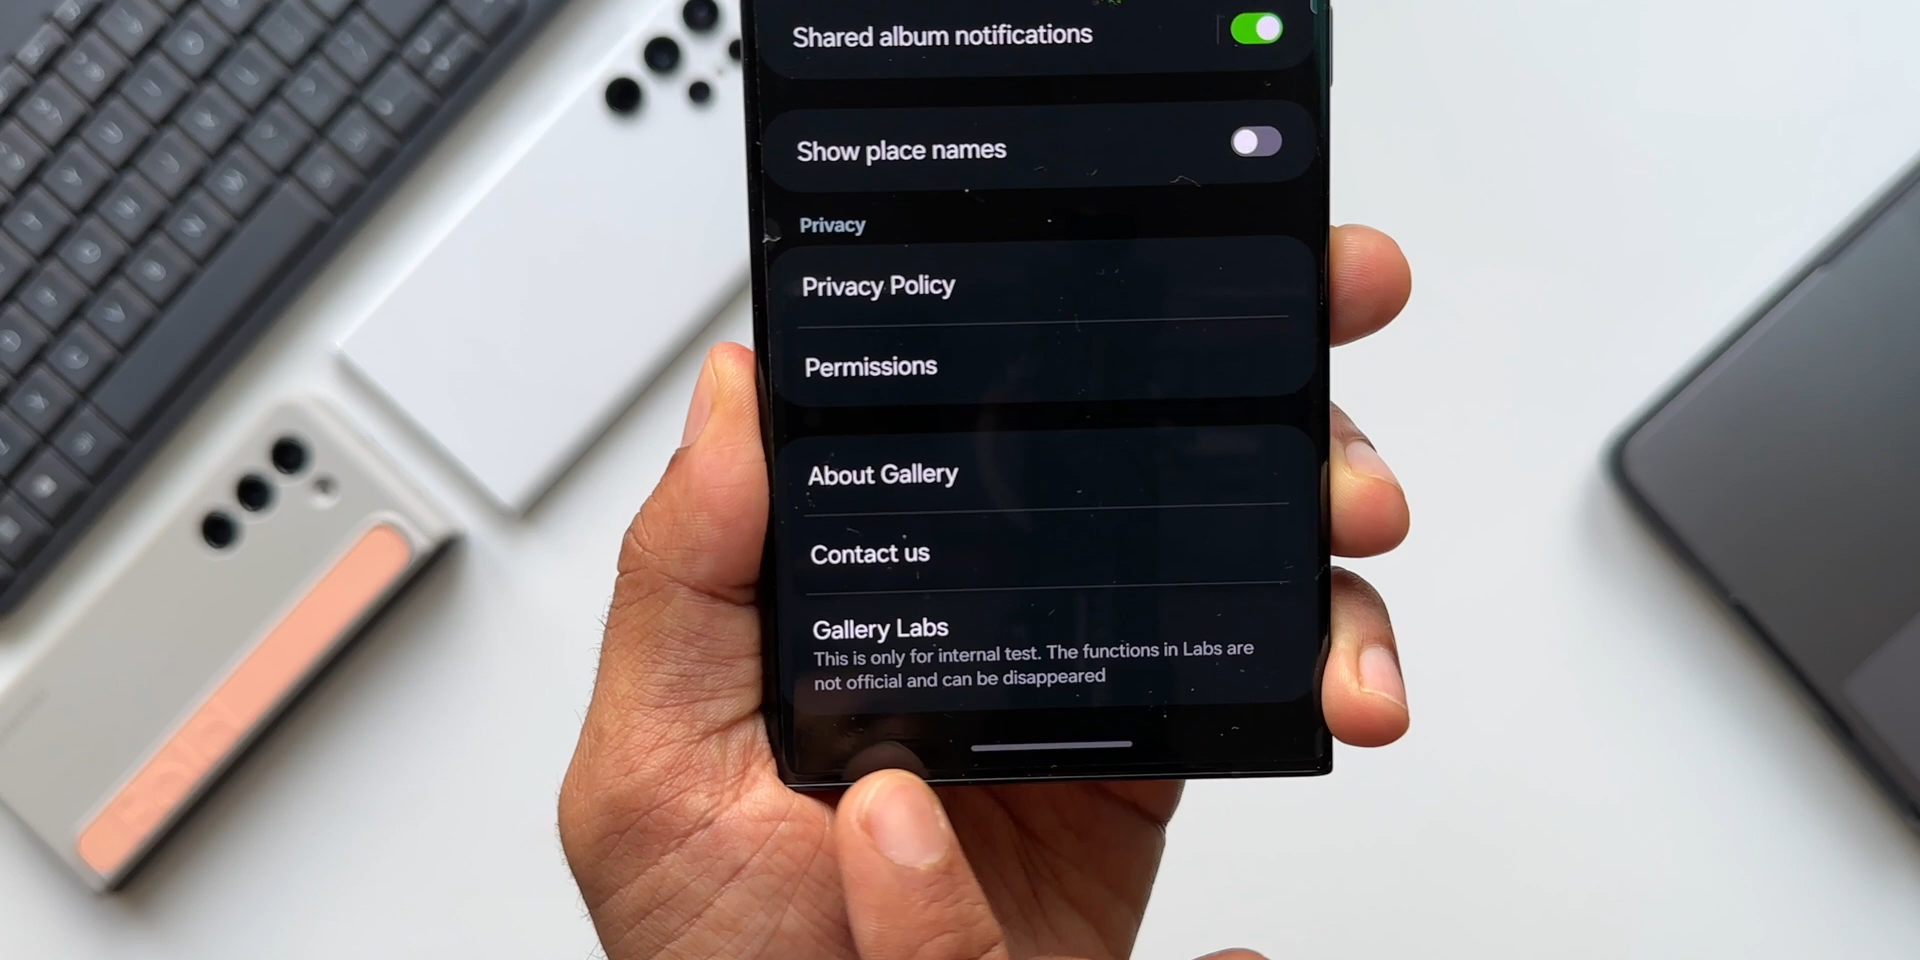 Shared album notifications
Show place names
Privacy
Privacy Policy
Permissions
About Gallery
Contact us
Gallery Labs
This is only for internal test. The functions in Labs are
not official and can be disappeared